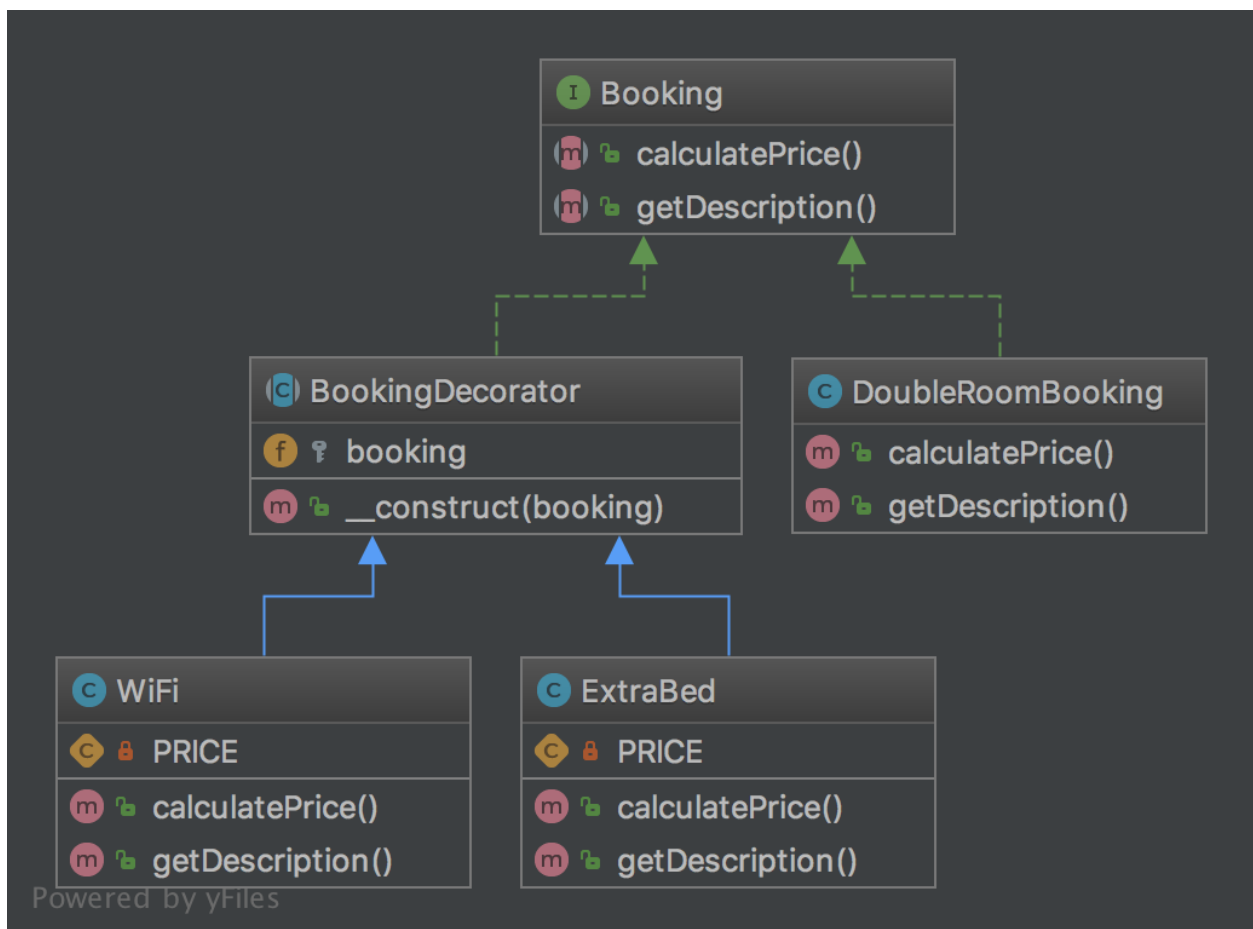 I Booking
m calculatePrice()
m getDescription()
C BookingDecorator
f booking
m __construct(booking)
C DoubleRoomBooking
m calculatePrice()
m getDescription()
C WiFi
C PRICE
m calculatePrice()
m getDescription()
C ExtraBed
C PRICE
m calculatePrice()
m getDescription()
Powered by yFiles